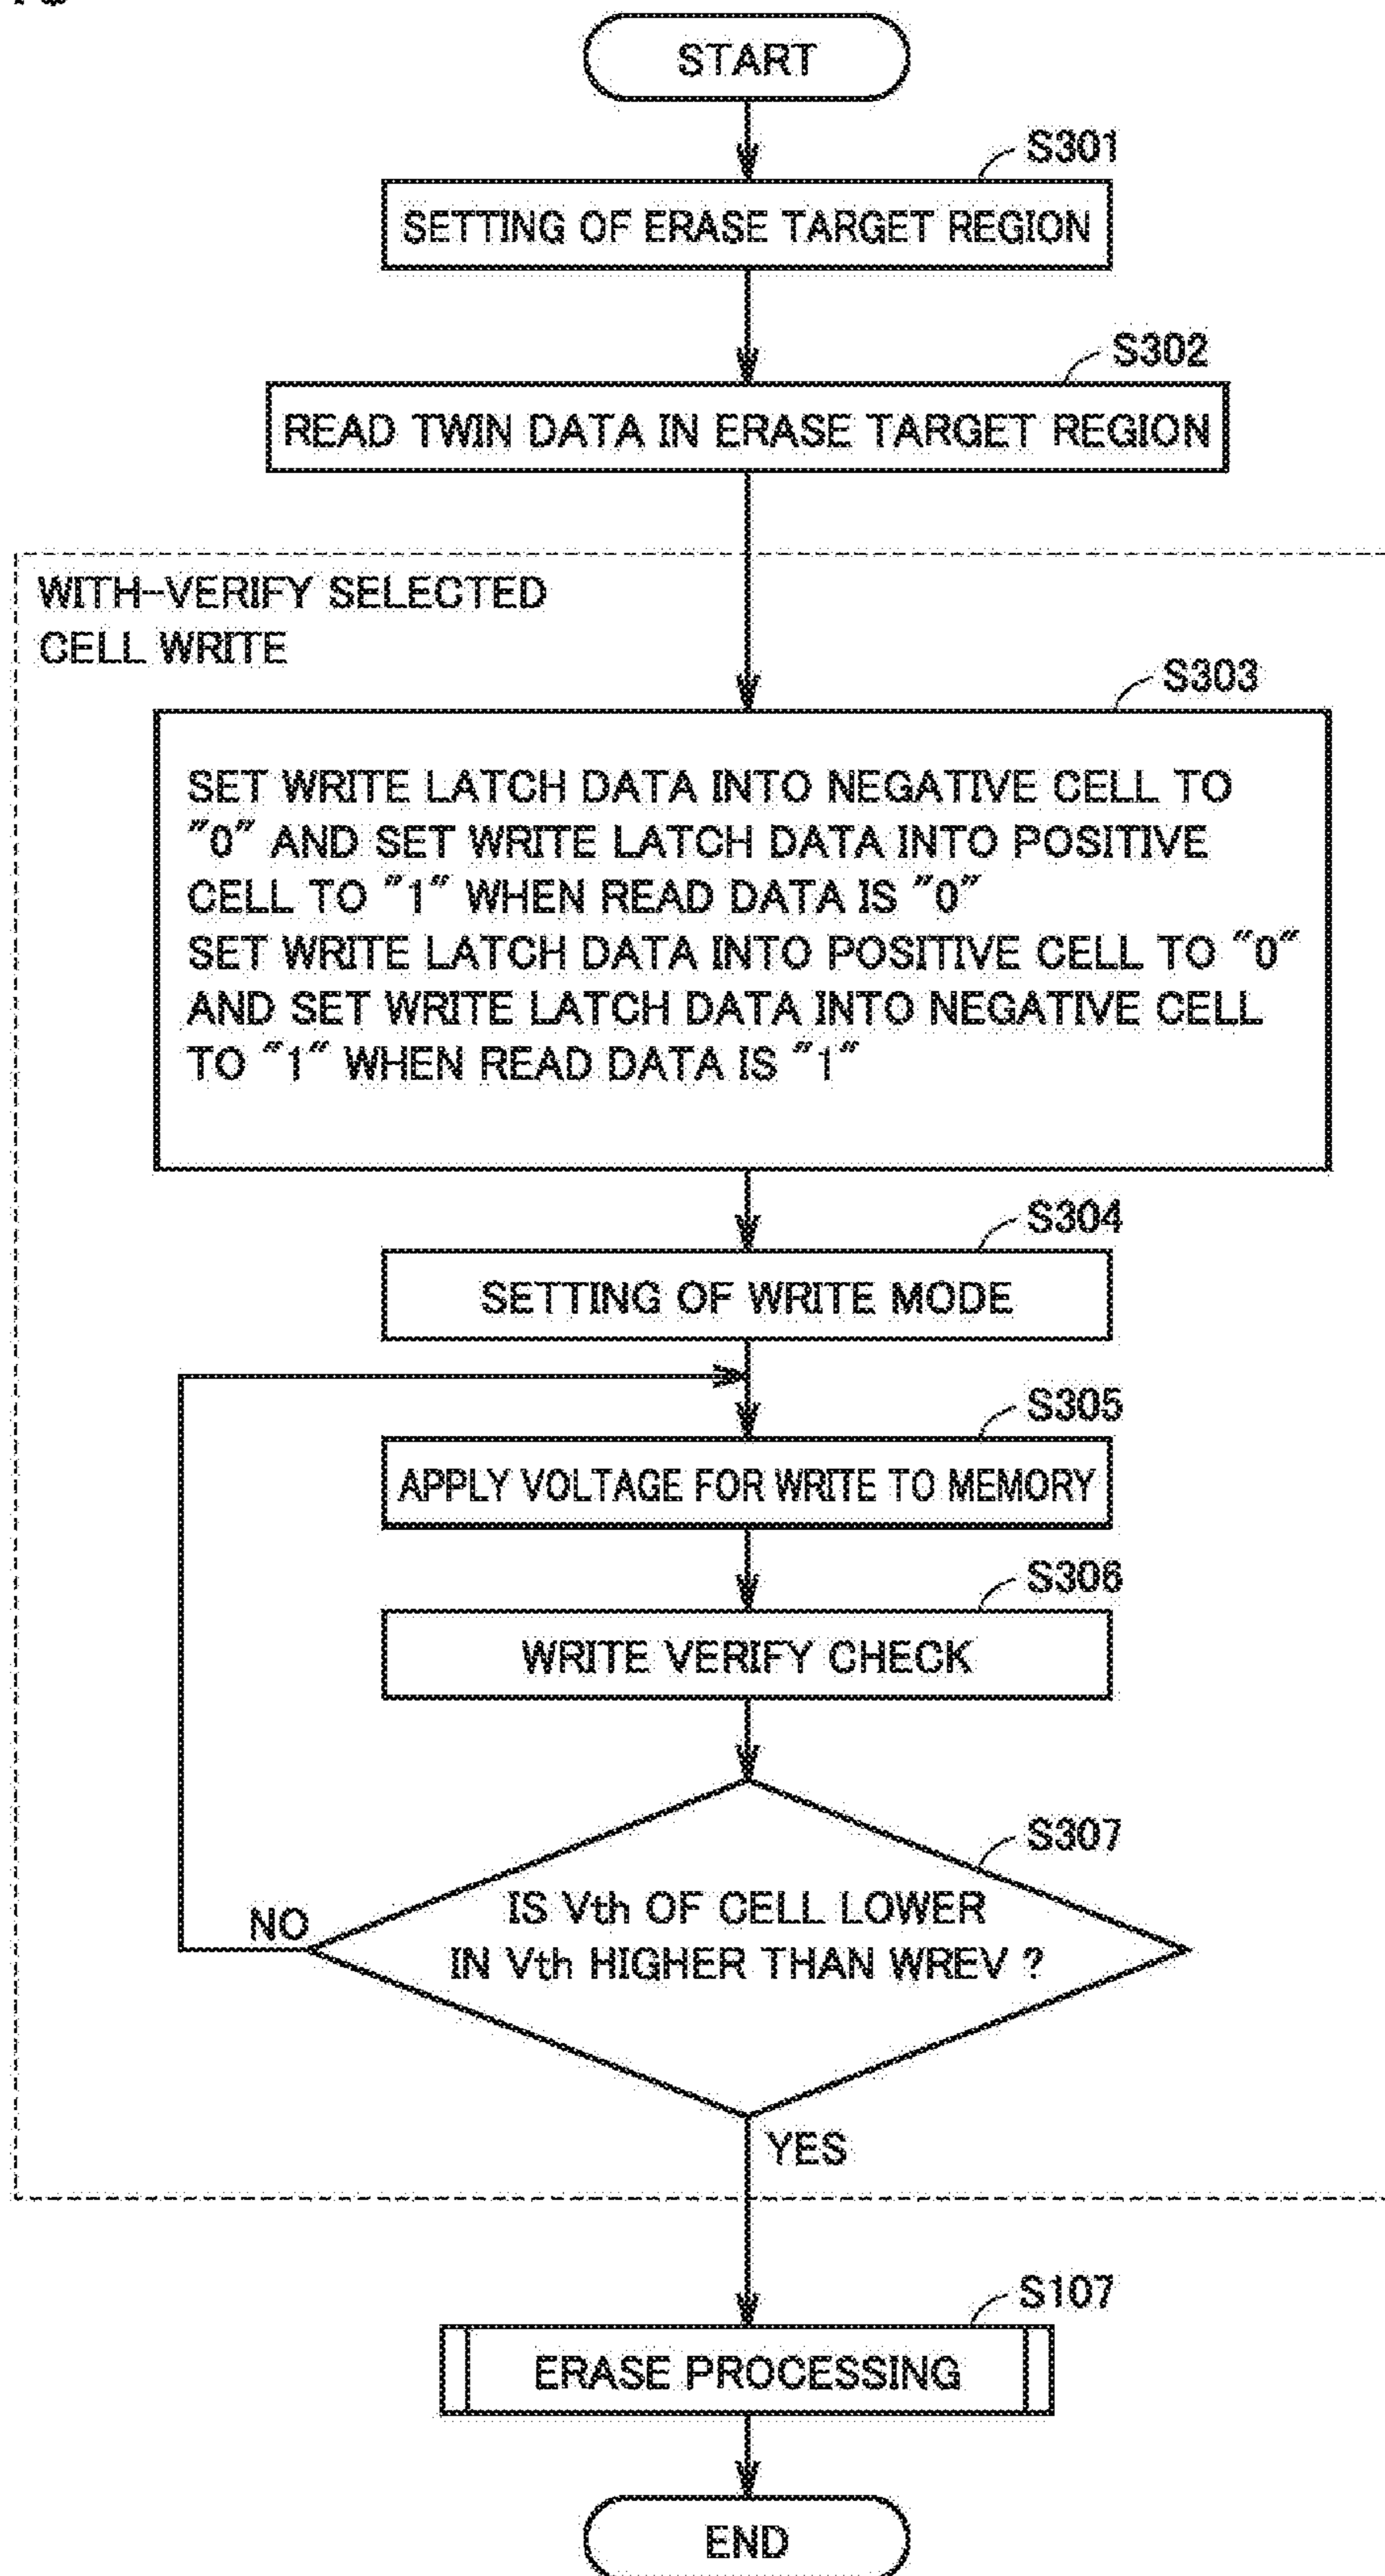 START
S301
SETTING OF ERASE TARGET REGION
S302
READ TWIN DATA IN ERASE TARGET REGION
WITH-VERIFY SELECTED
CELL WRITE
S303
SET WRITE LATCH DATA INTO NEGATIVE CELL TO
"0" AND SET WRITE LATCH DATA INTO POSITIVE
CELL TO "1" WHEN READ DATA IS "0"
SET WRITE LATCH DATA INTO POSITIVE CELL TO "0"
AND SET WRITE LATCH DATA INTO NEGATIVE CELL
TO "1" WHEN READ DATA IS "1"
S304
SETTING OF WRITE MODE
S305
APPLY VOLTAGE FOR WRITE TO MEMORY
S306
WRITE VERIFY CHECK
S307
IS Vth OF CELL LOWER
IN Vth HIGHER THAN WREV ?
NO
YES
S107
ERASE PROCESSING
END